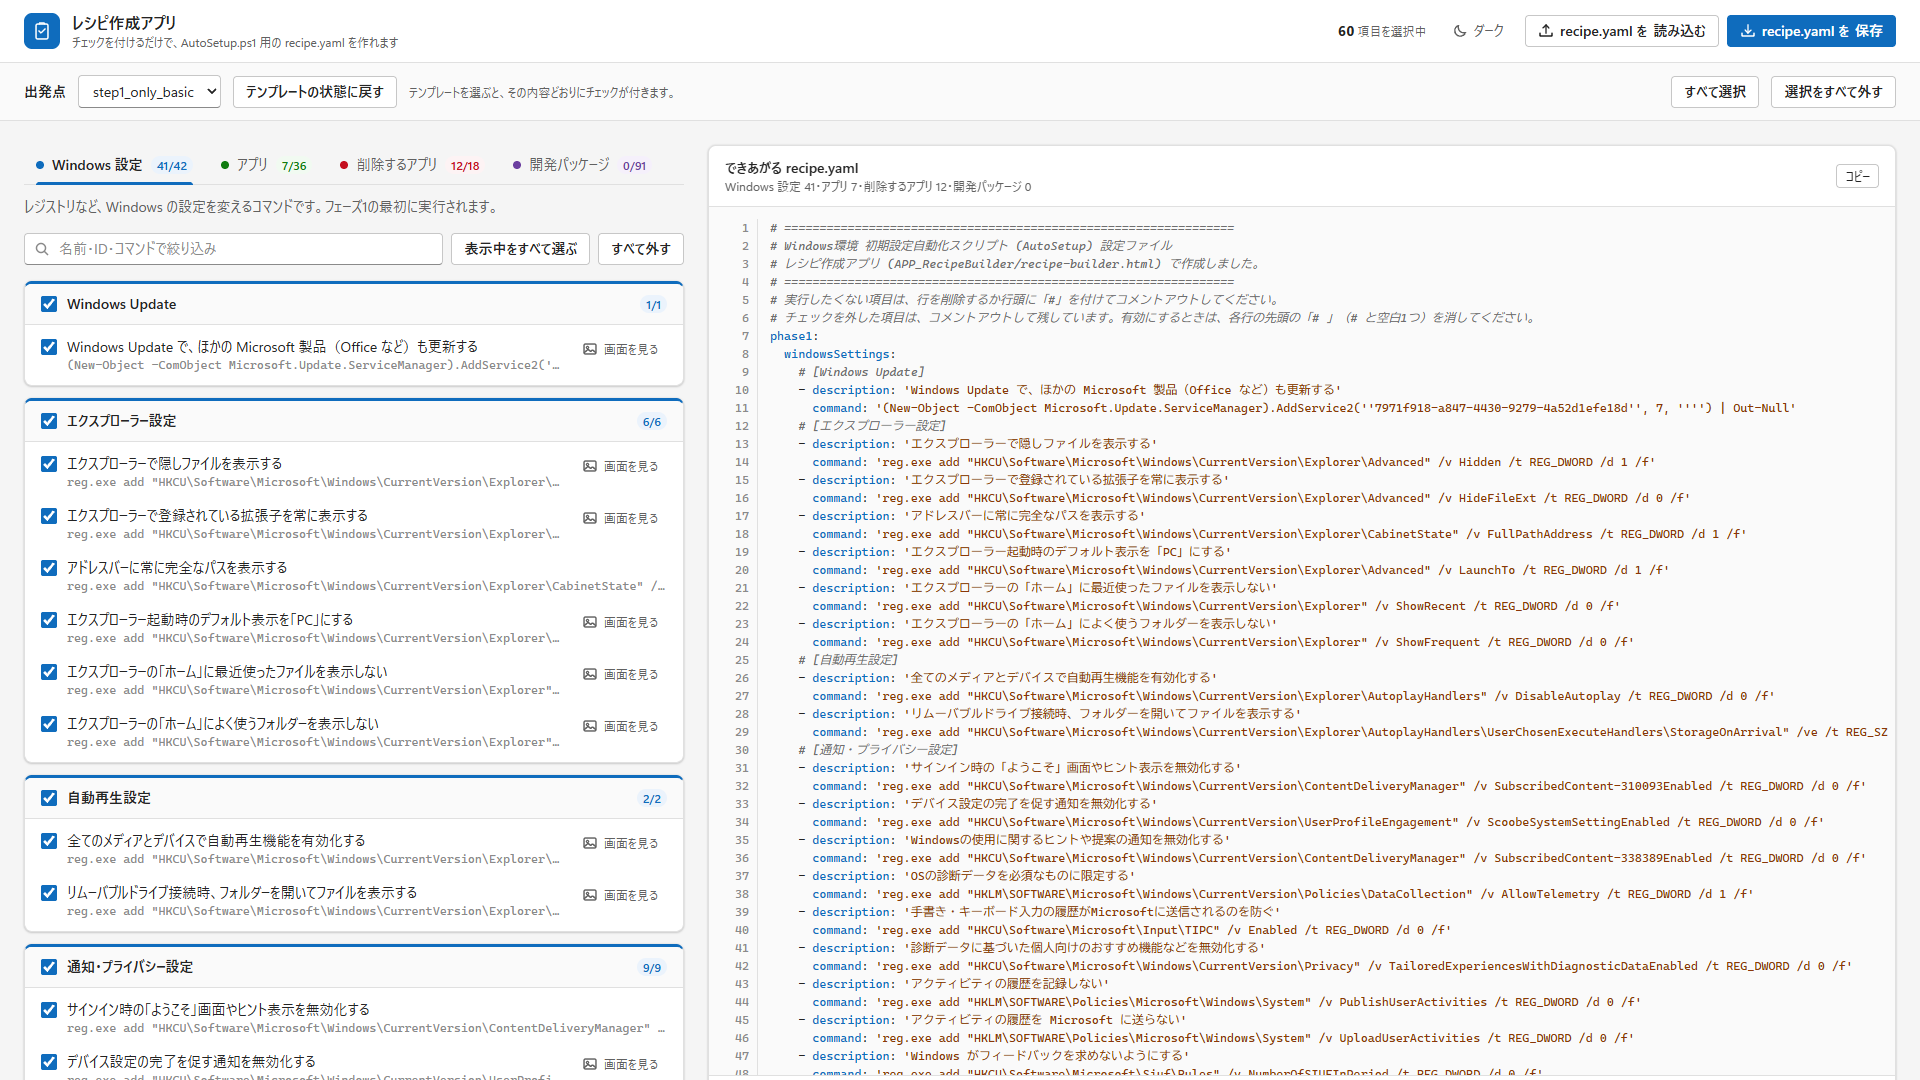 レシピ作成アプリ
チェックを付けるだけで、AutoSetup.ps1 用の recipe.yaml を作れます
60 項目を選択中
ダーク
recipe.yaml を 読み込む
recipe.yaml を 保存
出発点
step1_only_basic
テンプレートの状態に戻す
テンプレートを選ぶと、その内容どおりにチェックが付きます。
すべて選択
選択をすべて外す
Windows 設定 41/42
アプリ 7/36
削除するアプリ 12/18
開発パッケージ 0/91
レジストリなど、Windows の設定を変えるコマンドです。フェーズ1の最初に実行されます。
名前・ID・コマンドで絞り込み
表示中をすべて選ぶ
すべて外す
Windows Update 1/1
Windows Update で、ほかの Microsoft 製品（Office など）も更新する
(New-Object -ComObject Microsoft.Update.ServiceManager).AddService2('…
画面を見る
エクスプローラー設定 6/6
エクスプローラーで隠しファイルを表示する
reg.exe add "HKCU\Software\Microsoft\Windows\CurrentVersion\Explorer\…
画面を見る
エクスプローラーで登録されている拡張子を常に表示する
reg.exe add "HKCU\Software\Microsoft\Windows\CurrentVersion\Explorer\…
画面を見る
アドレスバーに常に完全なパスを表示する
reg.exe add "HKCU\Software\Microsoft\Windows\CurrentVersion\Explorer\CabinetState" /…
エクスプローラー起動時のデフォルト表示を「PC」にする
reg.exe add "HKCU\Software\Microsoft\Windows\CurrentVersion\Explorer\…
画面を見る
エクスプローラーの「ホーム」に最近使ったファイルを表示しない
reg.exe add "HKCU\Software\Microsoft\Windows\CurrentVersion\Explorer"…
画面を見る
エクスプローラーの「ホーム」によく使うフォルダーを表示しない
reg.exe add "HKCU\Software\Microsoft\Windows\CurrentVersion\Explorer"…
画面を見る
自動再生設定 2/2
全てのメディアとデバイスで自動再生機能を有効化する
reg.exe add "HKCU\Software\Microsoft\Windows\CurrentVersion\Explorer\…
画面を見る
リムーバブルドライブ接続時、フォルダーを開いてファイルを表示する
reg.exe add "HKCU\Software\Microsoft\Windows\CurrentVersion\Explorer\…
画面を見る
通知・プライバシー設定 9/9
サインイン時の「ようこそ」画面やヒント表示を無効化する
reg.exe add "HKCU\Software\Microsoft\Windows\CurrentVersion\ContentDeliveryManager" …
デバイス設定の完了を促す通知を無効化する
reg.exe add "HKCU\Software\Microsoft\Windows\CurrentVersion\UserProfi…
画面を見る
できあがる recipe.yaml
Windows 設定 41・アプリ 7・削除するアプリ 12・開発パッケージ 0
コピー
1 # ================================================================
2 # Windows環境 初期設定自動化スクリプト (AutoSetup) 設定ファイル
3 # レシピ作成アプリ (APP_RecipeBuilder/recipe-builder.html) で作成しました。
4 # ================================================================
5 # 実行したくない項目は、行を削除するか行頭に「#」を付けてコメントアウトしてください。
6 # チェックを外した項目は、コメントアウトして残しています。有効にするときは、各行の先頭の「# 」（# と空白1つ）を消してください。
7 phase1:
8 windowsSettings:
9 # [Windows Update]
10 - description: 'Windows Update で、ほかの Microsoft 製品（Office など）も更新する'
11 command: '(New-Object -ComObject Microsoft.Update.ServiceManager).AddService2(''7971f918-a847-4430-9279-4a52d1efe18d'', 7, '''') | Out-Null'
12 # [エクスプローラー設定]
13 - description: 'エクスプローラーで隠しファイルを表示する'
14 command: 'reg.exe add "HKCU\Software\Microsoft\Windows\CurrentVersion\Explorer\Advanced" /v Hidden /t REG_DWORD /d 1 /f'
15 - description: 'エクスプローラーで登録されている拡張子を常に表示する'
16 command: 'reg.exe add "HKCU\Software\Microsoft\Windows\CurrentVersion\Explorer\Advanced" /v HideFileExt /t REG_DWORD /d 0 /f'
17 - description: 'アドレスバーに常に完全なパスを表示する'
18 command: 'reg.exe add "HKCU\Software\Microsoft\Windows\CurrentVersion\Explorer\CabinetState" /v FullPathAddress /t REG_DWORD /d 1 /f'
19 - description: 'エクスプローラー起動時のデフォルト表示を「PC」にする'
20 command: 'reg.exe add "HKCU\Software\Microsoft\Windows\CurrentVersion\Explorer\Advanced" /v LaunchTo /t REG_DWORD /d 1 /f'
21 - description: 'エクスプローラーの「ホーム」に最近使ったファイルを表示しない'
22 command: 'reg.exe add "HKCU\Software\Microsoft\Windows\CurrentVersion\Explorer" /v ShowRecent /t REG_DWORD /d 0 /f'
23 - description: 'エクスプローラーの「ホーム」によく使うフォルダーを表示しない'
24 command: 'reg.exe add "HKCU\Software\Microsoft\Windows\CurrentVersion\Explorer" /v ShowFrequent /t REG_DWORD /d 0 /f'
25 # [自動再生設定]
26 - description: '全てのメディアとデバイスで自動再生機能を有効化する'
27 command: 'reg.exe add "HKCU\Software\Microsoft\Windows\CurrentVersion\Explorer\AutoplayHandlers" /v DisableAutoplay /t REG_DWORD /d 0 /f'
28 - description: 'リムーバブルドライブ接続時、フォルダーを開いてファイルを表示する'
29 command: 'reg.exe add "HKCU\Software\Microsoft\Windows\CurrentVersion\Explorer\AutoplayHandlers\UserChosenExecuteHandlers\StorageOnArrival" /ve /t REG_SZ
30 # [通知・プライバシー設定]
31 - description: 'サインイン時の「ようこそ」画面やヒント表示を無効化する'
32 command: 'reg.exe add "HKCU\Software\Microsoft\Windows\CurrentVersion\ContentDeliveryManager" /v SubscribedContent-310093Enabled /t REG_DWORD /d 0 /f'
33 - description: 'デバイス設定の完了を促す通知を無効化する'
34 command: 'reg.exe add "HKCU\Software\Microsoft\Windows\CurrentVersion\UserProfileEngagement" /v ScoobeSystemSettingEnabled /t REG_DWORD /d 0 /f'
35 - description: 'Windowsの使用に関するヒントや提案の通知を無効化する'
36 command: 'reg.exe add "HKCU\Software\Microsoft\Windows\CurrentVersion\ContentDeliveryManager" /v SubscribedContent-338389Enabled /t REG_DWORD /d 0 /f'
37 - description: 'OSの診断データを必須なものに限定する'
38 command: 'reg.exe add "HKLM\SOFTWARE\Microsoft\Windows\CurrentVersion\Policies\DataCollection" /v AllowTelemetry /t REG_DWORD /d 1 /f'
39 - description: '手書き・キーボード入力の履歴がMicrosoftに送信されるのを防ぐ'
40 command: 'reg.exe add "HKCU\Software\Microsoft\Input\TIPC" /v Enabled /t REG_DWORD /d 0 /f'
41 - description: '診断データに基づいた個人向けのおすすめ機能などを無効化する'
42 command: 'reg.exe add "HKCU\Software\Microsoft\Windows\CurrentVersion\Privacy" /v TailoredExperiencesWithDiagnosticDataEnabled /t REG_DWORD /d 0 /f'
43 - description: 'アクティビティの履歴を記録しない'
44 command: 'reg.exe add "HKLM\SOFTWARE\Policies\Microsoft\Windows\System" /v PublishUserActivities /t REG_DWORD /d 0 /f'
45 - description: 'アクティビティの履歴を Microsoft に送らない'
46 command: 'reg.exe add "HKLM\SOFTWARE\Policies\Microsoft\Windows\System" /v UploadUserActivities /t REG_DWORD /d 0 /f'
47 - description: 'Windows がフィードバックを求めないようにする'
48 command: 'reg.exe add "HKCU\Software\Microsoft\Siuf\Rules" /v NumberOfSIUFInPeriod /t REG_DWORD /d 0 /f'